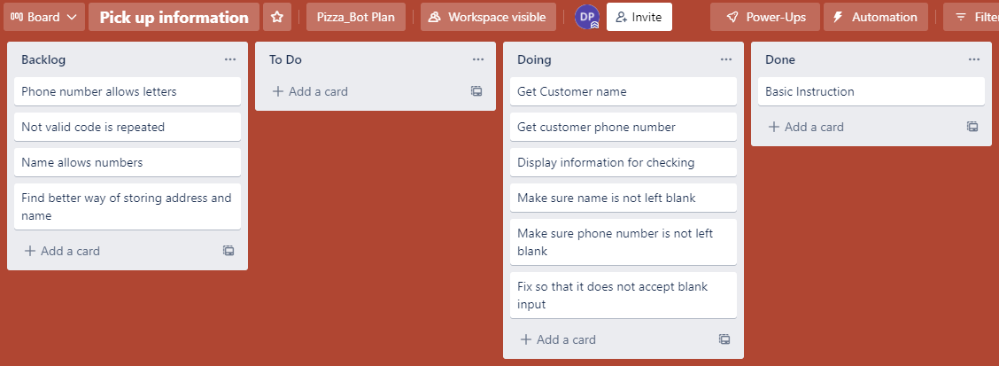 Board
Pick up information
Pizza_Bot Plan
Workspace visible
DP
Invite
Power-Ups
Automation
Filte
Backlog
Phone number allows letters
Not valid code is repeated
Name allows numbers
Find better way of storing address and
name
+ Add a card
To Do
+ Add a card
Doing
Get Customer name
Get customer phone number
Display information for checking
Make sure name is not left blank
Make sure phone number is not left
blank
Fix so that it does not accept blank
input
+ Add a card
Done
Basic Instruction
+ Add a card